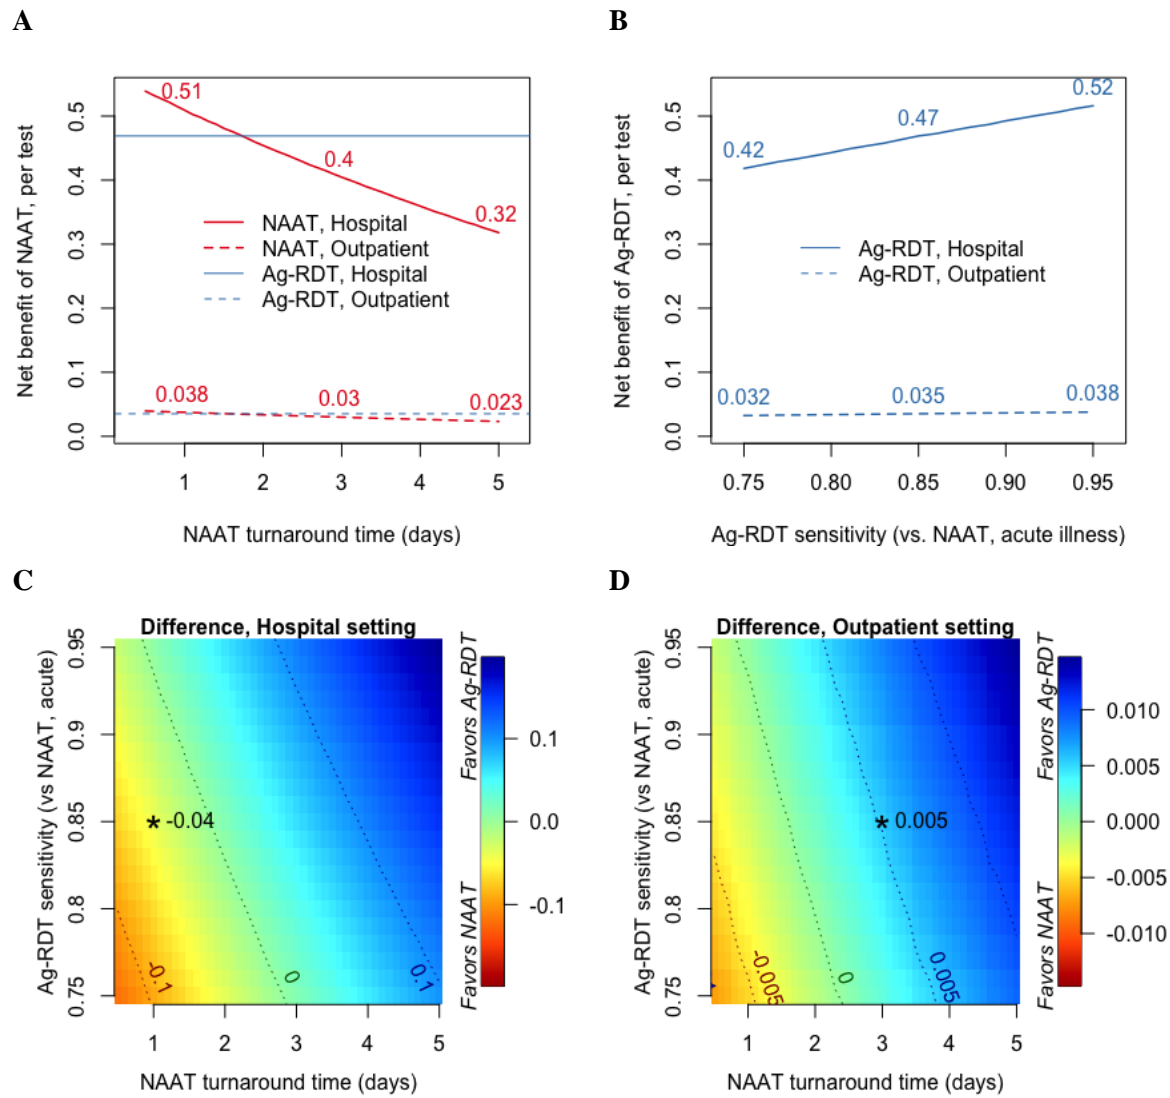 A
Net benefit of NAAT, per test
0.0 0.1 0.2 0.3 0.4 0.5
0.51
0.4
0.32
NAAT, Hospital
NAAT, Outpatient
Ag-RDT, Hospital
Ag-RDT, Outpatient
0.038
0.03
0.023
1 2 3 4 5
NAAT turnaround time (days)
B
Net benefit of Ag-RDT, per test
0.0 0.1 0.2 0.3 0.4 0.5
0.42
0.47
0.52
Ag-RDT, Hospital
Ag-RDT, Outpatient
0.032
0.035
0.038
0.75 0.80 0.85 0.90 0.95
Ag-RDT sensitivity (vs. NAAT, acute illness)
C
Difference, Hospital setting
Ag-RDT sensitivity (vs NAAT, acute)
0.75 0.8 0.85 0.9 0.95
* -0.04
-0.1
0
0.1
1 2 3 4 5
NAAT turnaround time (days)
Favors NAAT Favors Ag-RDT
0.1
0.0
-0.1
D
Difference, Outpatient setting
Ag-RDT sensitivity (vs NAAT, acute)
0.75 0.8 0.85 0.9 0.95
* 0.005
-0.005
0
0.005
1 2 3 4 5
NAAT turnaround time (days)
Favors NAAT Favors Ag-RDT
0.010
0.005
0.000
-0.005
-0.010